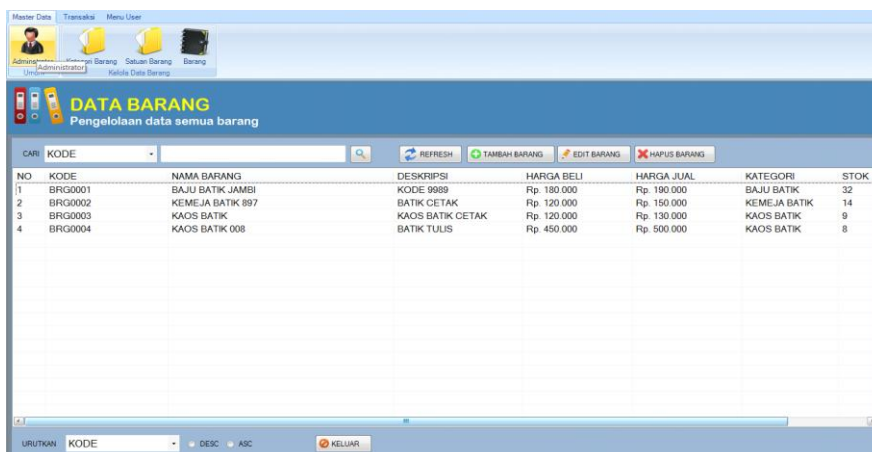 Master Data Transaksi Menu User
Kategori Barang Satuan Barang Barang
Administrator
Kelola Data Barang
DATA BARANG
Pengelolaan data semua barang
CARI KODE REFRESH TAMBAH BARANG EDIT BARANG HAPUS BARANG
NO KODE NAMA BARANG DESKRIPSI HARGA BELI HARGA JUAL KATEGORI STOK
1 BRG0001 BAJU BATIK JAMBI KODE 9989 Rp. 180.000 Rp. 190.000 BAJU BATIK 32
2 BRG0002 KEMEJA BATIK 897 BATIK CETAK Rp. 120.000 Rp. 150.000 KEMEJA BATIK 14
3 BRG0003 KAOS BATIK KAOS BATIK CETAK Rp. 120.000 Rp. 130.000 KAOS BATIK 9
4 BRG0004 KAOS BATIK 008 BATIK TULIS Rp. 450.000 Rp. 500.000 KAOS BATIK 8
URUTKAN KODE DESC ASC KELUAR